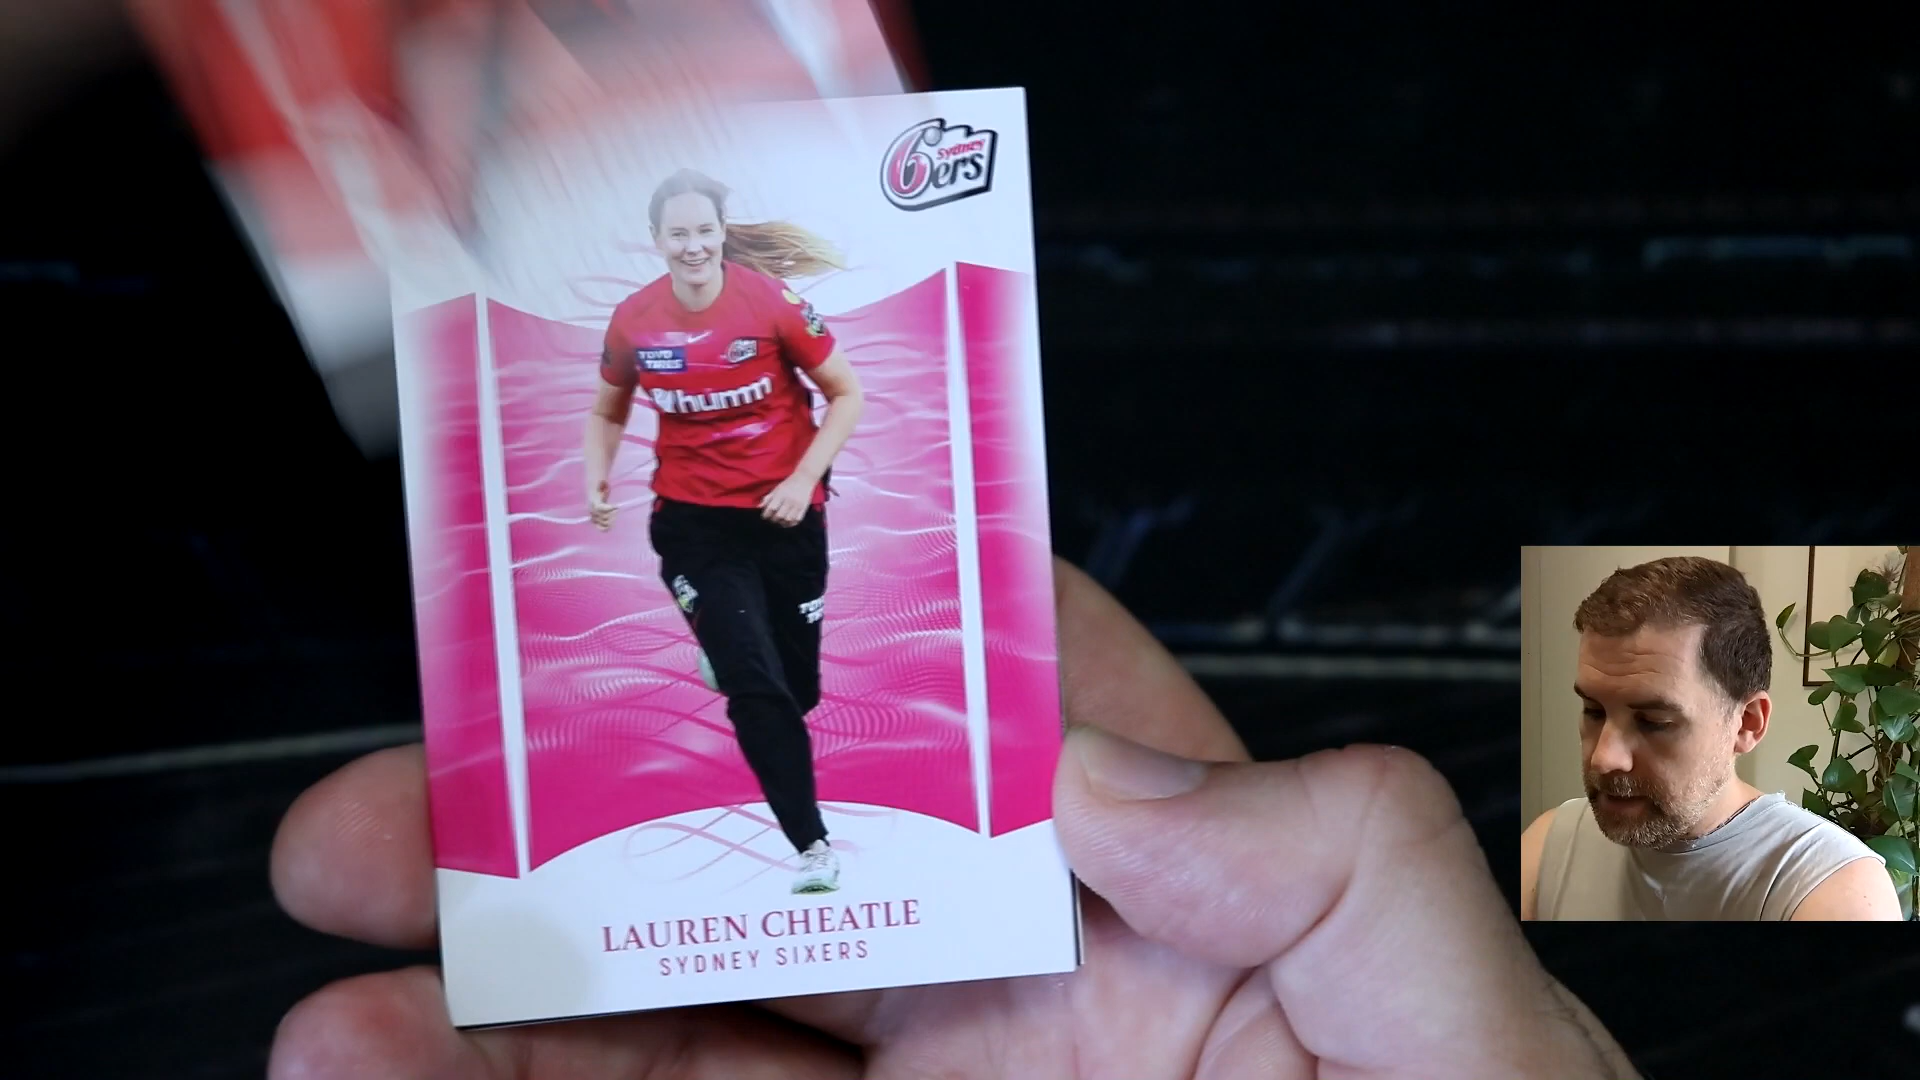 Sydney
6ers
TOYO
TIRES
humm
LAUREN CHEATLE
SYDNEY SIXERS